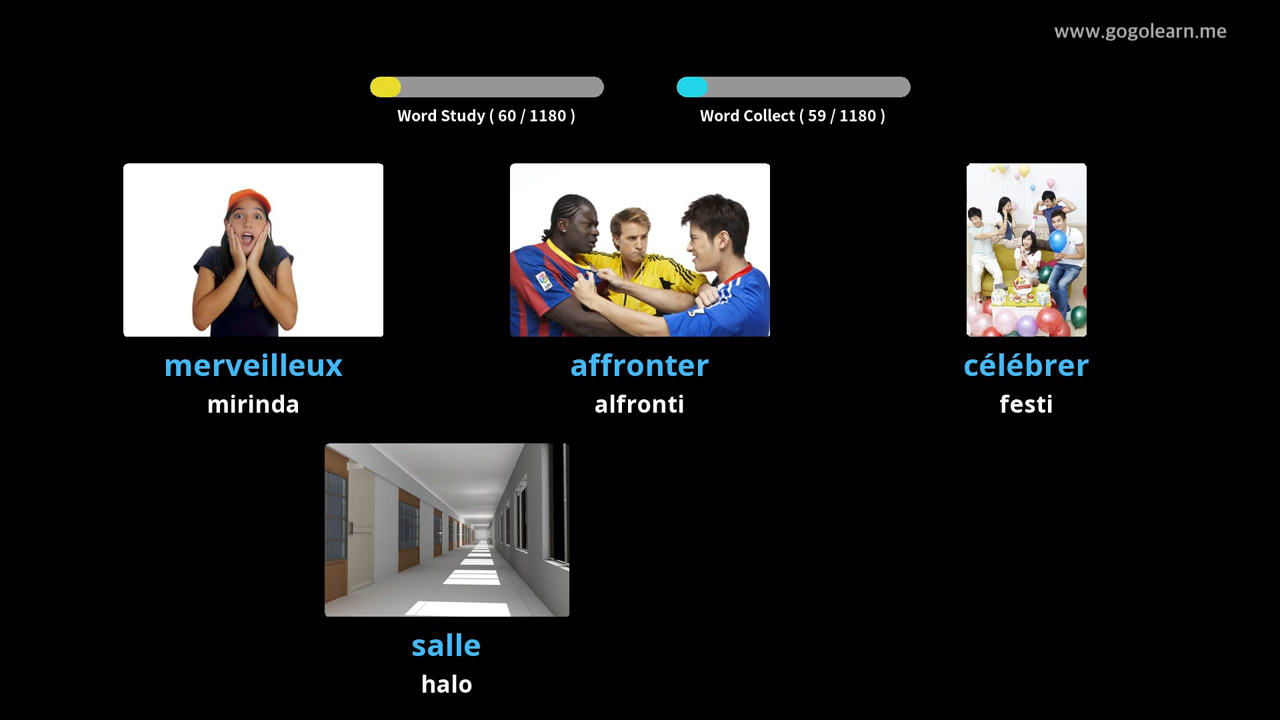 www.gogolearn.me
Word Study ( 60 / 1180 )
Word Collect ( 59 / 1180 )
merveilleux
mirinda
affronter
alfronti
célébrer
festi
salle
halo